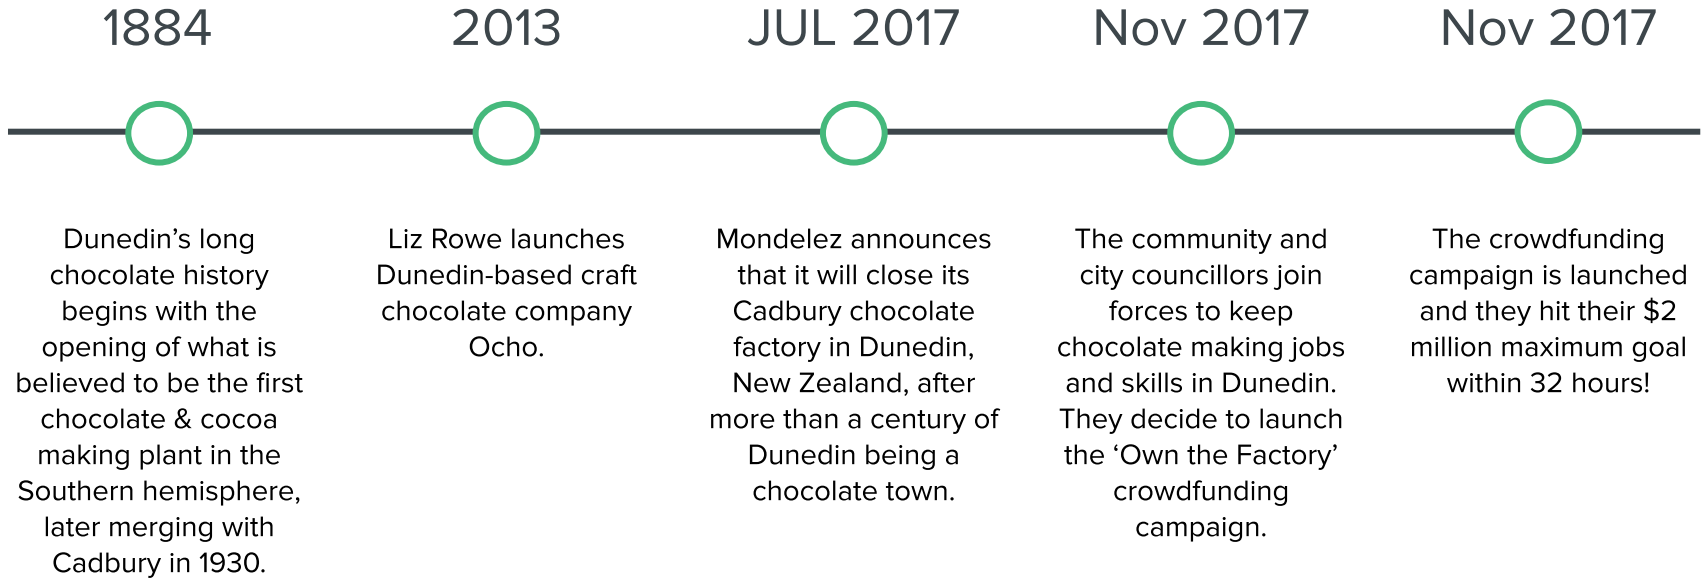 1884
Dunedin’s long
chocolate history
begins with the
opening of what is
believed to be the first
chocolate & cocoa
making plant in the
Southern hemisphere,
later merging with
Cadbury in 1930.
2013
Liz Rowe launches
Dunedin-based craft
chocolate company
Ocho.
JUL 2017
Mondelez announces
that it will close its
Cadbury chocolate
factory in Dunedin,
New Zealand, after
more than a century of
Dunedin being a
chocolate town.
Nov 2017
The community and
city councillors join
forces to keep
chocolate making jobs
and skills in Dunedin.
They decide to launch
the ‘Own the Factory’
crowdfunding
campaign.
Nov 2017
The crowdfunding
campaign is launched
and they hit their $2
million maximum goal
within 32 hours!